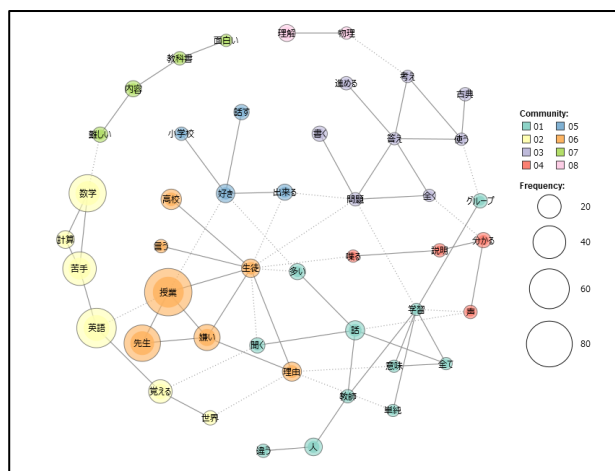 理解
物理
面白い
教科書
考え
進める
内容
古典
話す
小学校
書く
難しい
答え
使う
数学
高校
好き
出来る
問題
全く
グループ
計算
言う
分かる
苦手
生徒
多い
喋る
説明
授業
学習
声
英語
先生
嫌い
聞く
話
理由
意味
全て
覚える
教師
単純
世界
違う
人
Community:
01 05
02 06
03 07
04 08
Frequency:
20
40
60
80